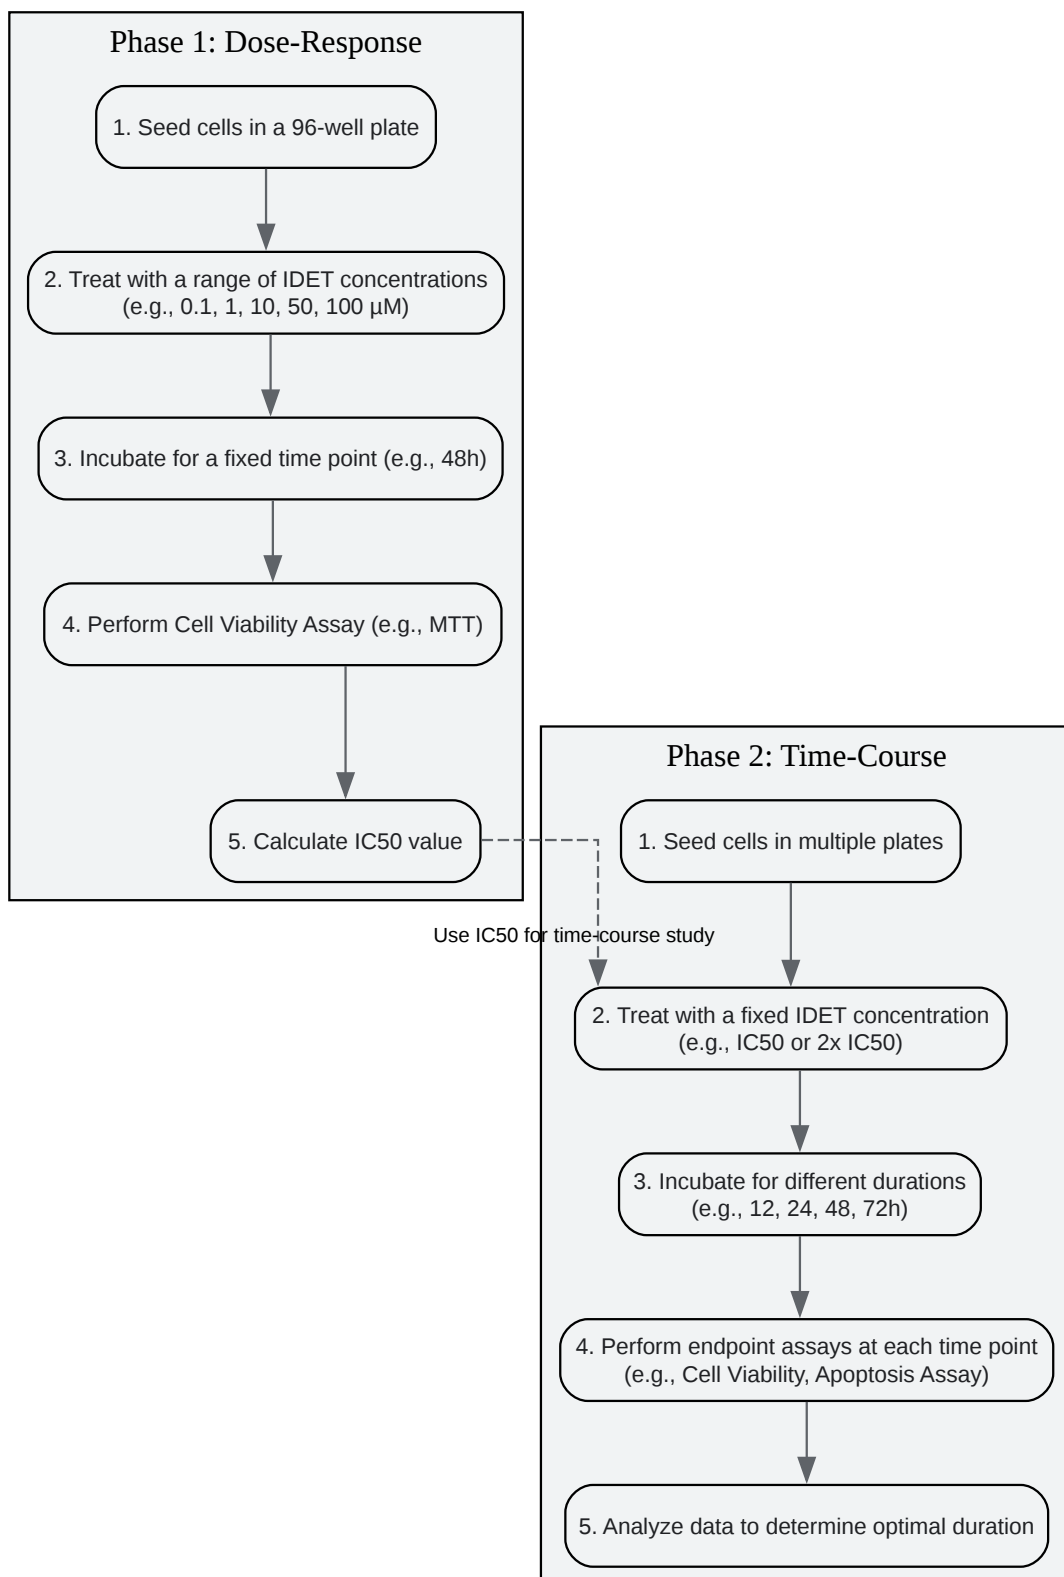 Phase 1: Dose-Response
1. Seed cells in a 96-well plate
2. Treat with a range of IDET concentrations
(e.g., 0.1, 1, 10, 50, 100 µM)
3. Incubate for a fixed time point (e.g., 48h)
4. Perform Cell Viability Assay (e.g., MTT)
5. Calculate IC50 value
Use IC50 for time-course study
Phase 2: Time-Course
1. Seed cells in multiple plates
2. Treat with a fixed IDET concentration
(e.g., IC50 or 2x IC50)
3. Incubate for different durations
(e.g., 12, 24, 48, 72h)
4. Perform endpoint assays at each time point
(e.g., Cell Viability, Apoptosis Assay)
5. Analyze data to determine optimal duration